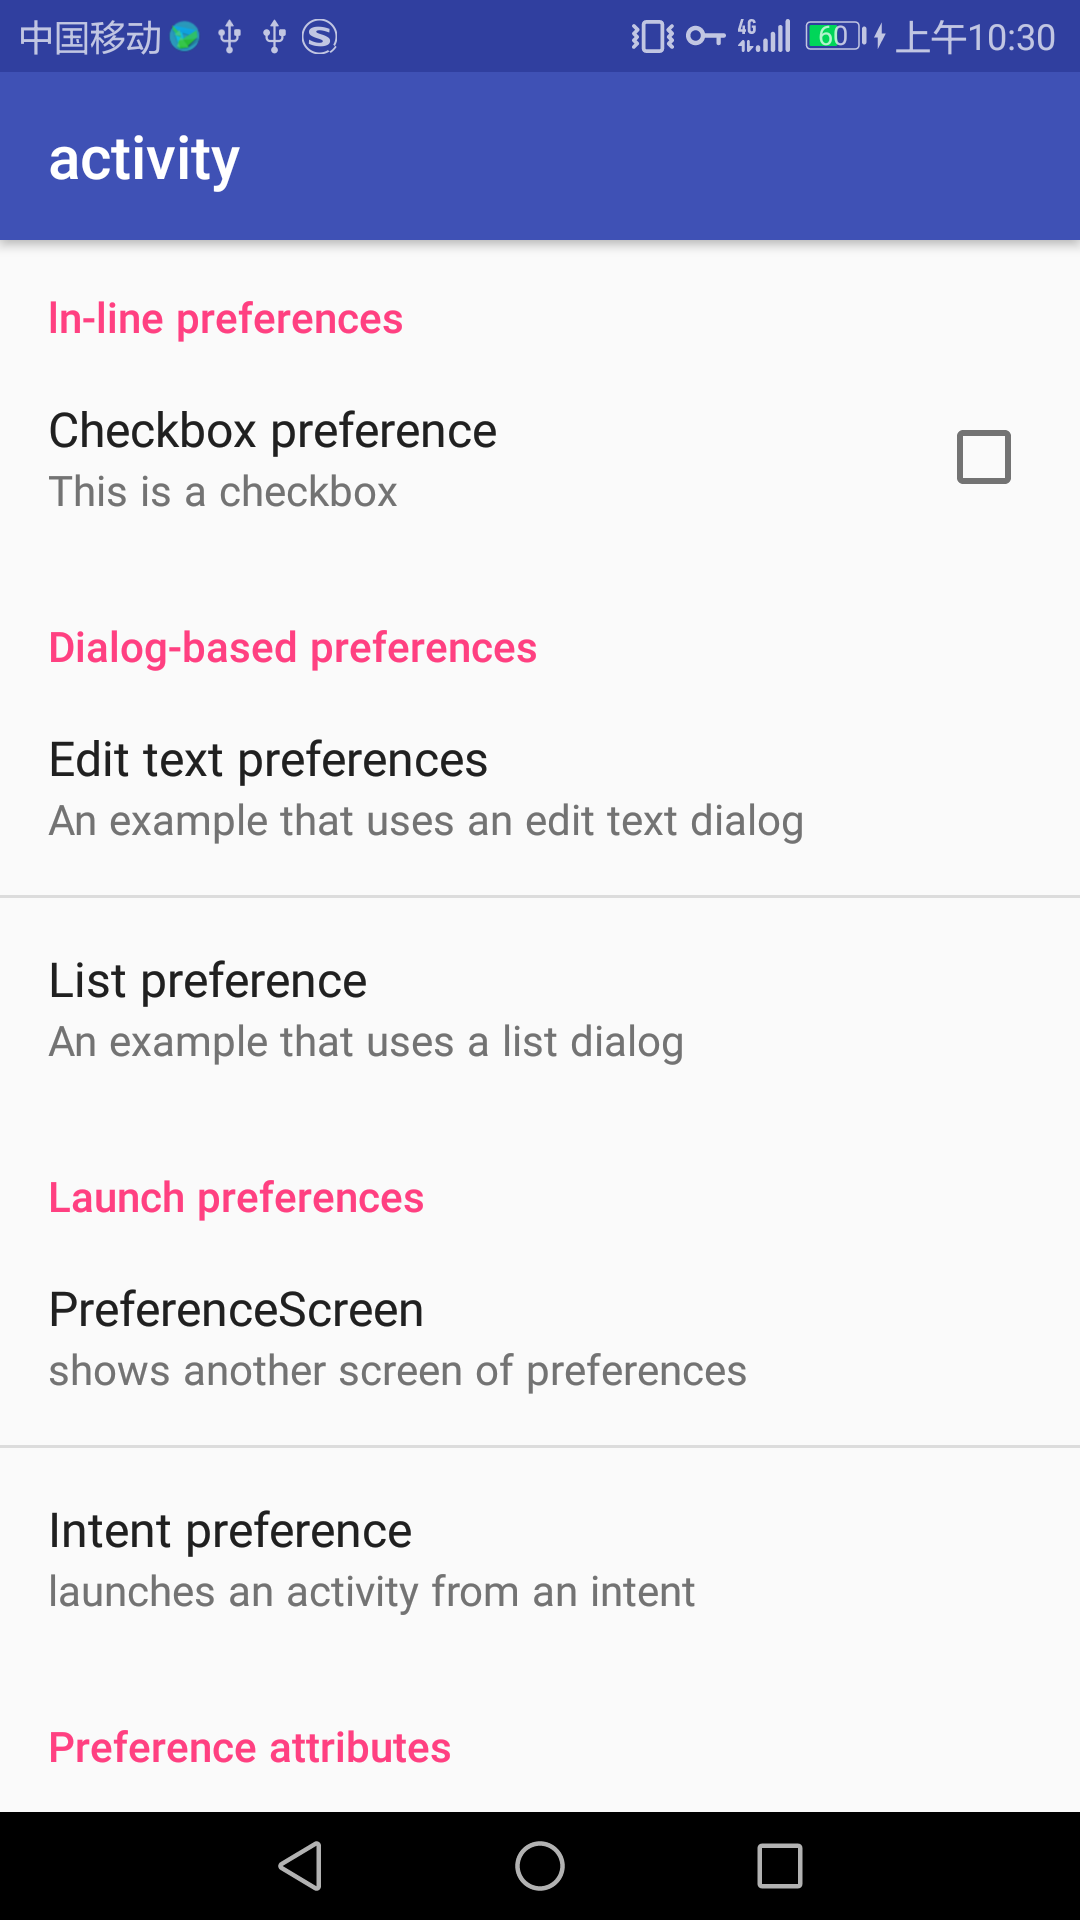 中国移动 4G 60 上午10:30
activity
In-line preferences
Checkbox preference
This is a checkbox
Dialog-based preferences
Edit text preferences
An example that uses an edit text dialog
List preference
An example that uses a list dialog
Launch preferences
PreferenceScreen
shows another screen of preferences
Intent preference
launches an activity from an intent
Preference attributes